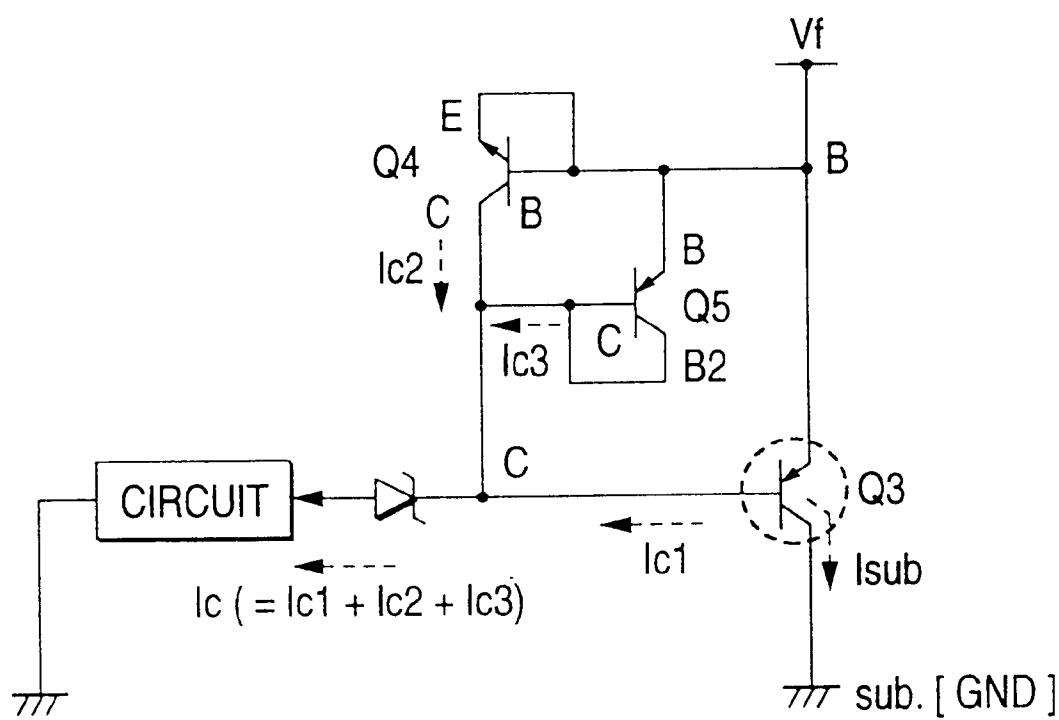 Vf
E
Q4
B
C
B
Ic2
B
Q5
C
Ic3
B2
C
CIRCUIT
Q3
Ic1
Isub
Ic ( = Ic1 + Ic2 + Ic3)
sub. [ GND ]